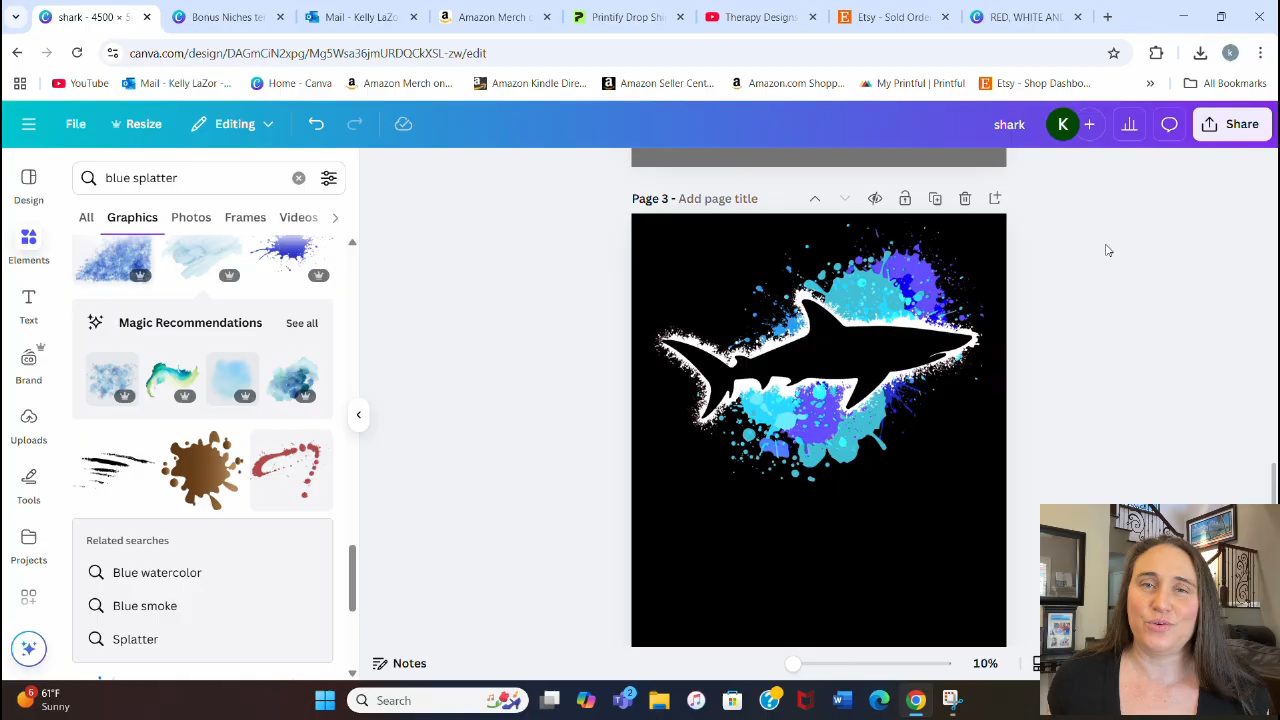 shark - 4500 × 5
Bonus Niches te
Mail - Kelly LaZo
Amazon Merch o
Printify Drop Shi
Therapy Designs
Etsy - Sold Orde
RED, WHITE AN
canva.com/design/DAGmCiN2xpg/Mg5Wsa36jmURDQCkXSL-zw/edit
YouTube
Mail - Kelly LaZor -...
Home - Canva
Amazon Merch on...
Amazon Kindle Dire...
Amazon Seller Cent...
Amazon.com Shopp...
My Printful | Printful
Etsy - Shop Dashbo...
All Bookmarks
File
Resize
Editing
shark
K
Share
Design
Elements
Text
Brand
Uploads
Tools
Projects
blue splatter
All
Graphics
Photos
Frames
Videos
Magic Recommendations
See all
Related searches
Blue watercolor
Blue smoke
Splatter
Page 3 - Add page title
Notes
10%
6
61°F
Sunny
Search
2